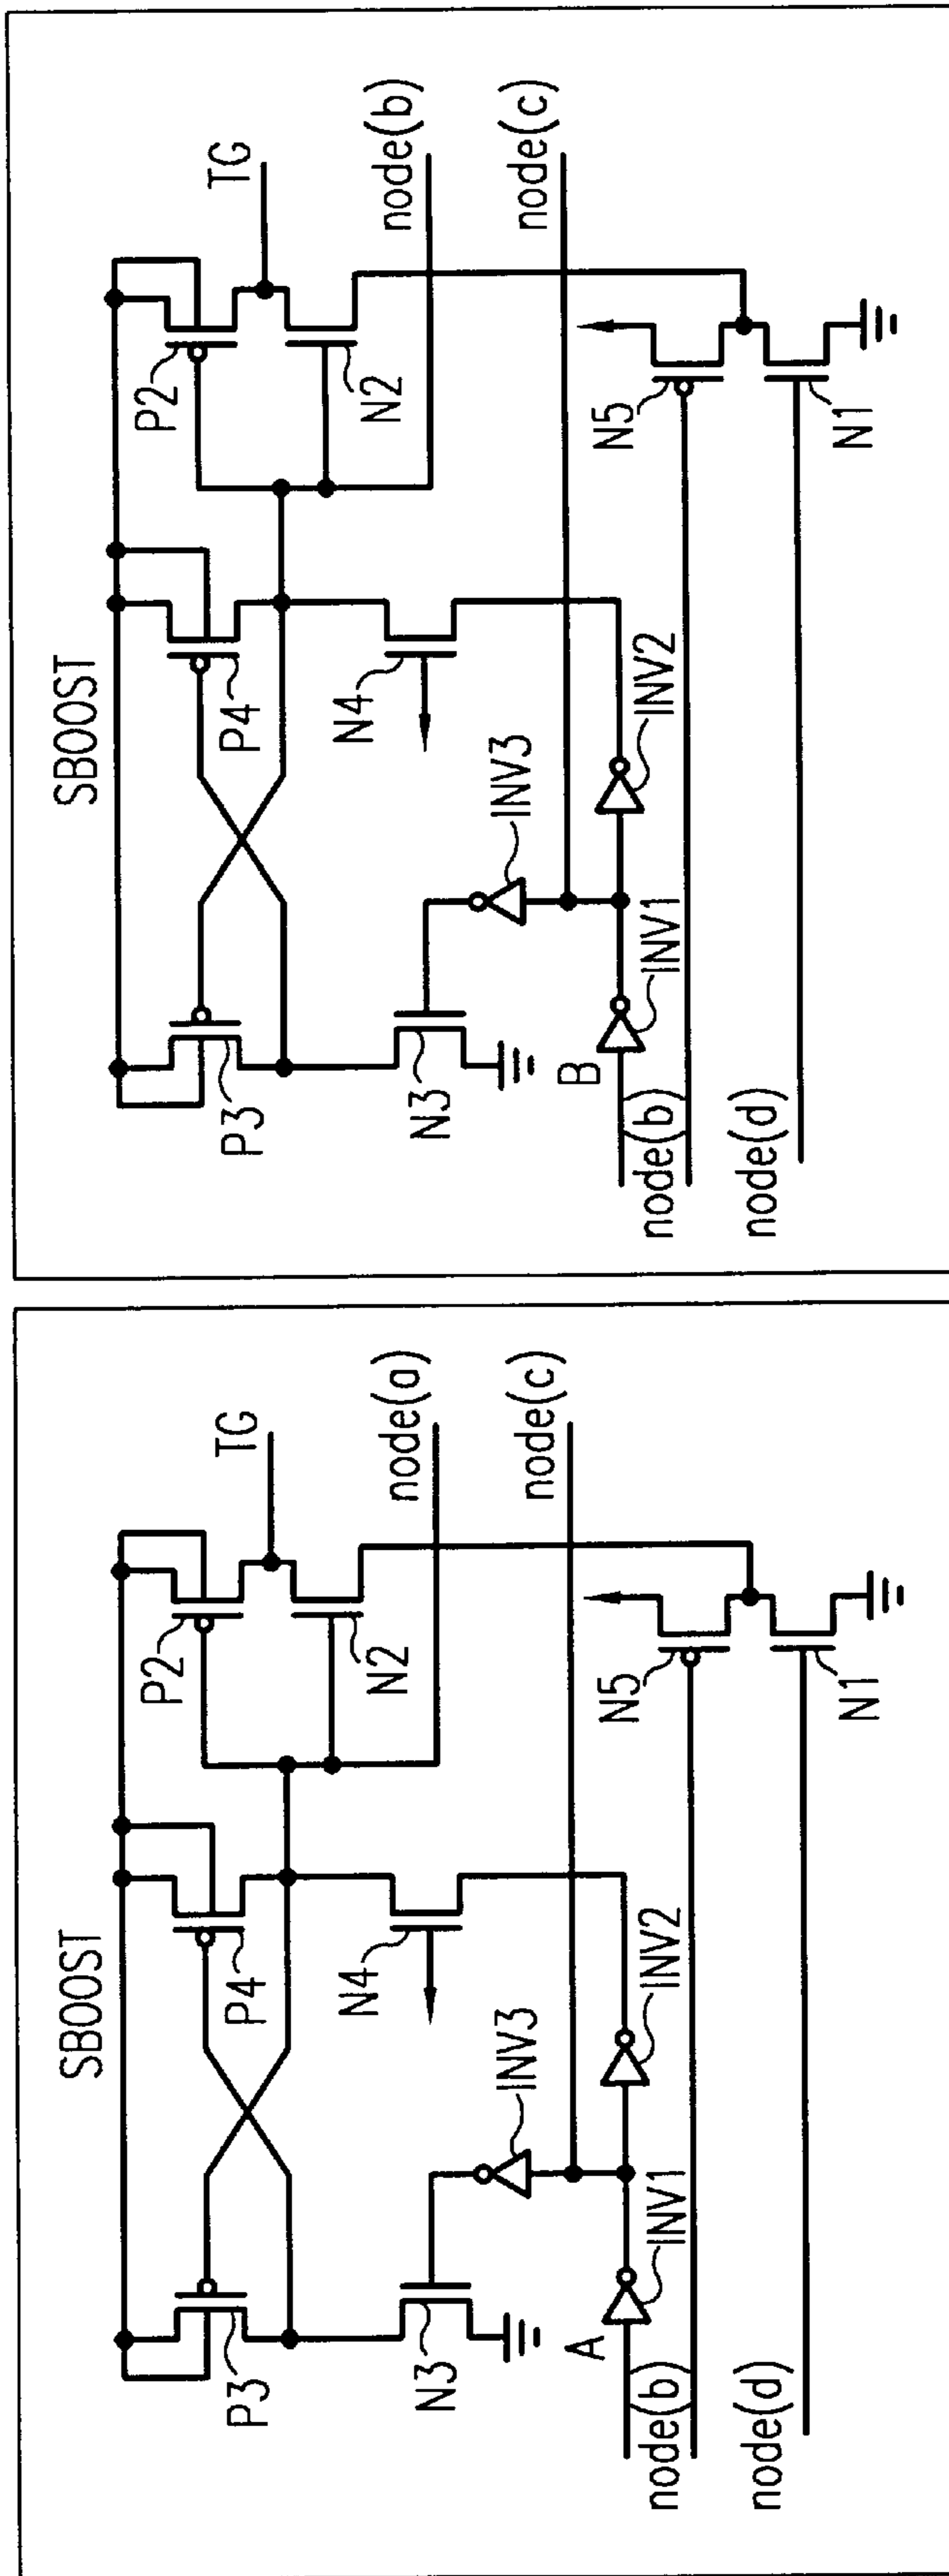 SBOOST
P3
P4
P2
TG
N3
INV3
N4
N2
node(a)
node(c)
A
INV1
INV2
node(b)
N5
node(d)
N1
SBOOST
P3
P4
P2
TG
N3
INV3
N4
N2
node(b)
node(c)
B
INV1
INV2
node(b)
N5
node(d)
N1